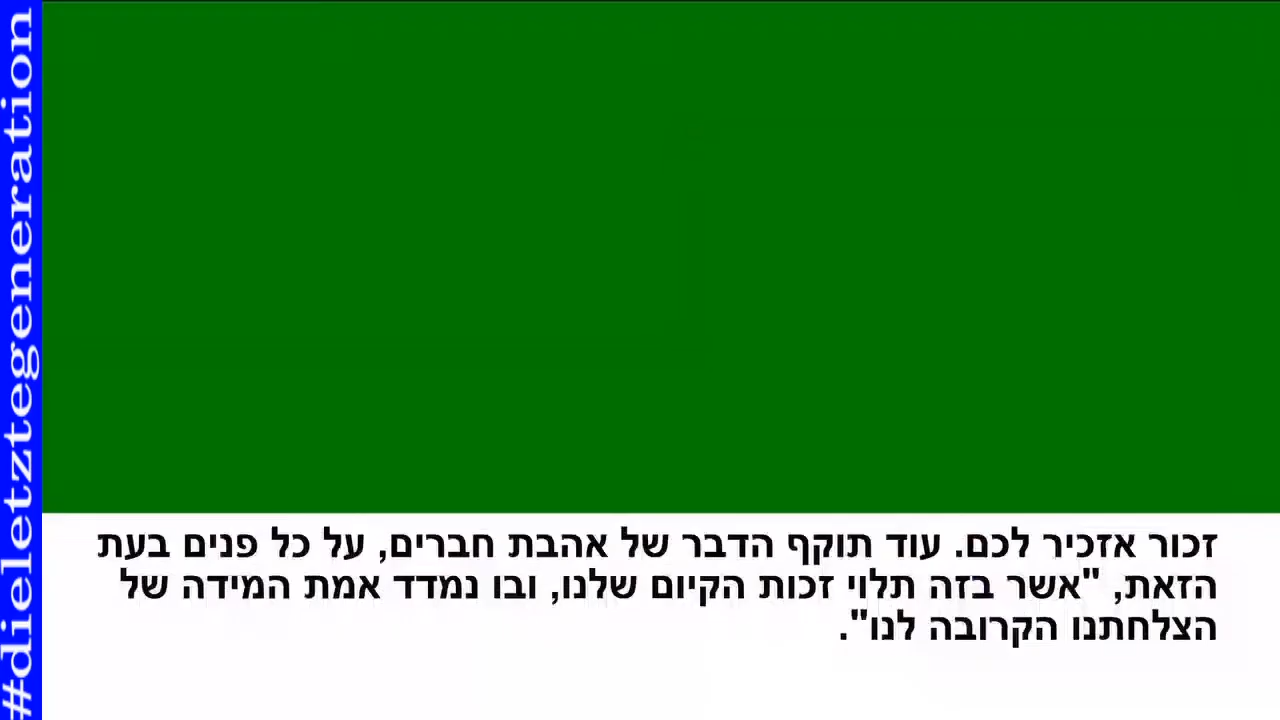 #dieletztegeneration
זכור אזכיר לכם. עוד תוקף הדבר של אהבת חברים, על כל פנים בעת
הזאת, "אשר בזה תלוי זכות הקיום שלנו, ובו נמדד אמת המידה של
הצלחתנו הקרובה לנו".